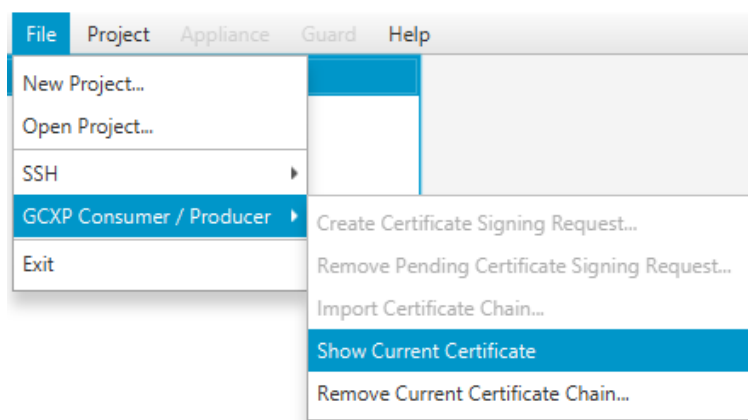 File Project Appliance Guard Help
New Project...
Open Project...
SSH
GCXP Consumer / Producer
Exit
Create Certificate Signing Request...
Remove Pending Certificate Signing Request...
Import Certificate Chain...
Show Current Certificate
Remove Current Certificate Chain...